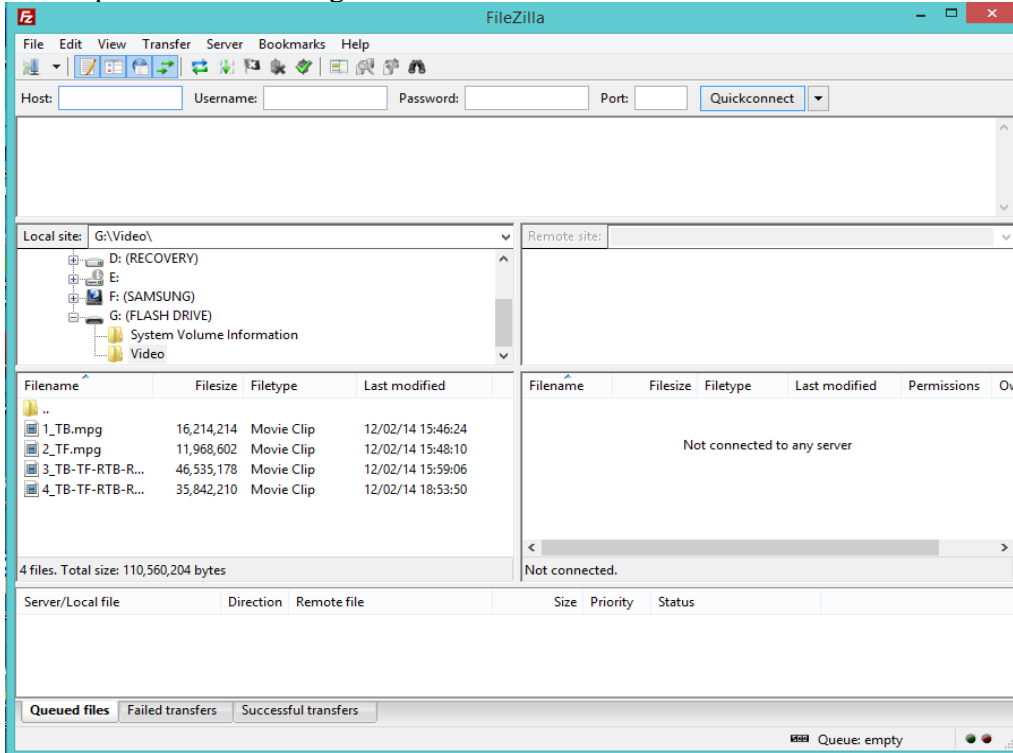 FileZilla
File Edit View Transfer Server Bookmarks Help
Host: Username: Password: Port: Quickconnect
Local site: G:\Video\
Remote site:
D: (RECOVERY)
E:
F: (SAMSUNG)
G: (FLASH DRIVE)
System Volume Information
Video
Filename Filesize Filetype Last modified
..
1_TB.mpg 16,214,214 Movie Clip 12/02/14 15:46:24
2_TF.mpg 11,968,602 Movie Clip 12/02/14 15:48:10
3_TB-TF-RTB-R... 46,535,178 Movie Clip 12/02/14 15:59:06
4_TB-TF-RTB-R... 35,842,210 Movie Clip 12/02/14 18:53:50
4 files. Total size: 110,560,204 bytes
Filename Filesize Filetype Last modified Permissions Ow
Not connected to any server
Not connected.
Server/Local file Direction Remote file Size Priority Status
Queued files Failed transfers Successful transfers
Queue: empty